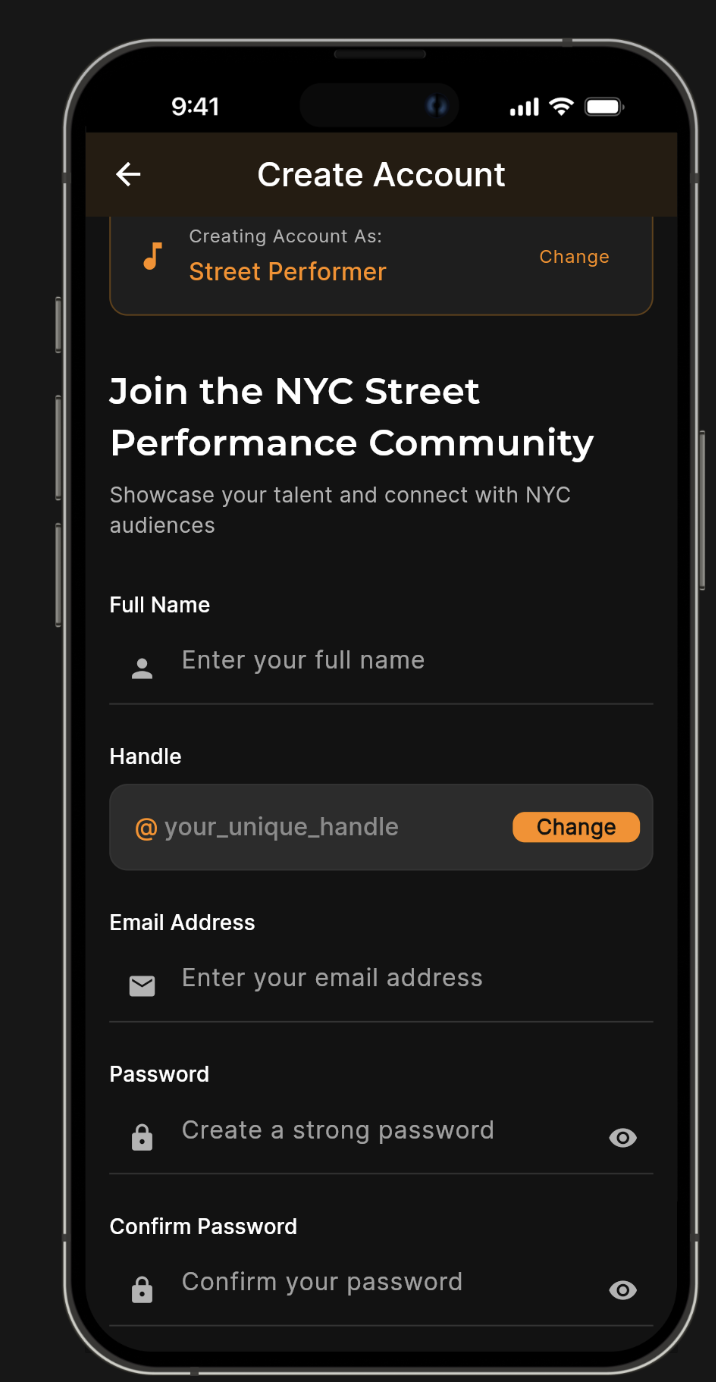 9:41
Create Account
Creating Account As:
Street Performer
Change
Join the NYC Street
Performance Community
Showcase your talent and connect with NYC
audiences
Full Name
Enter your full name
Handle
@ your_unique_handle
Change
Email Address
Enter your email address
Password
Create a strong password
Confirm Password
Confirm your password